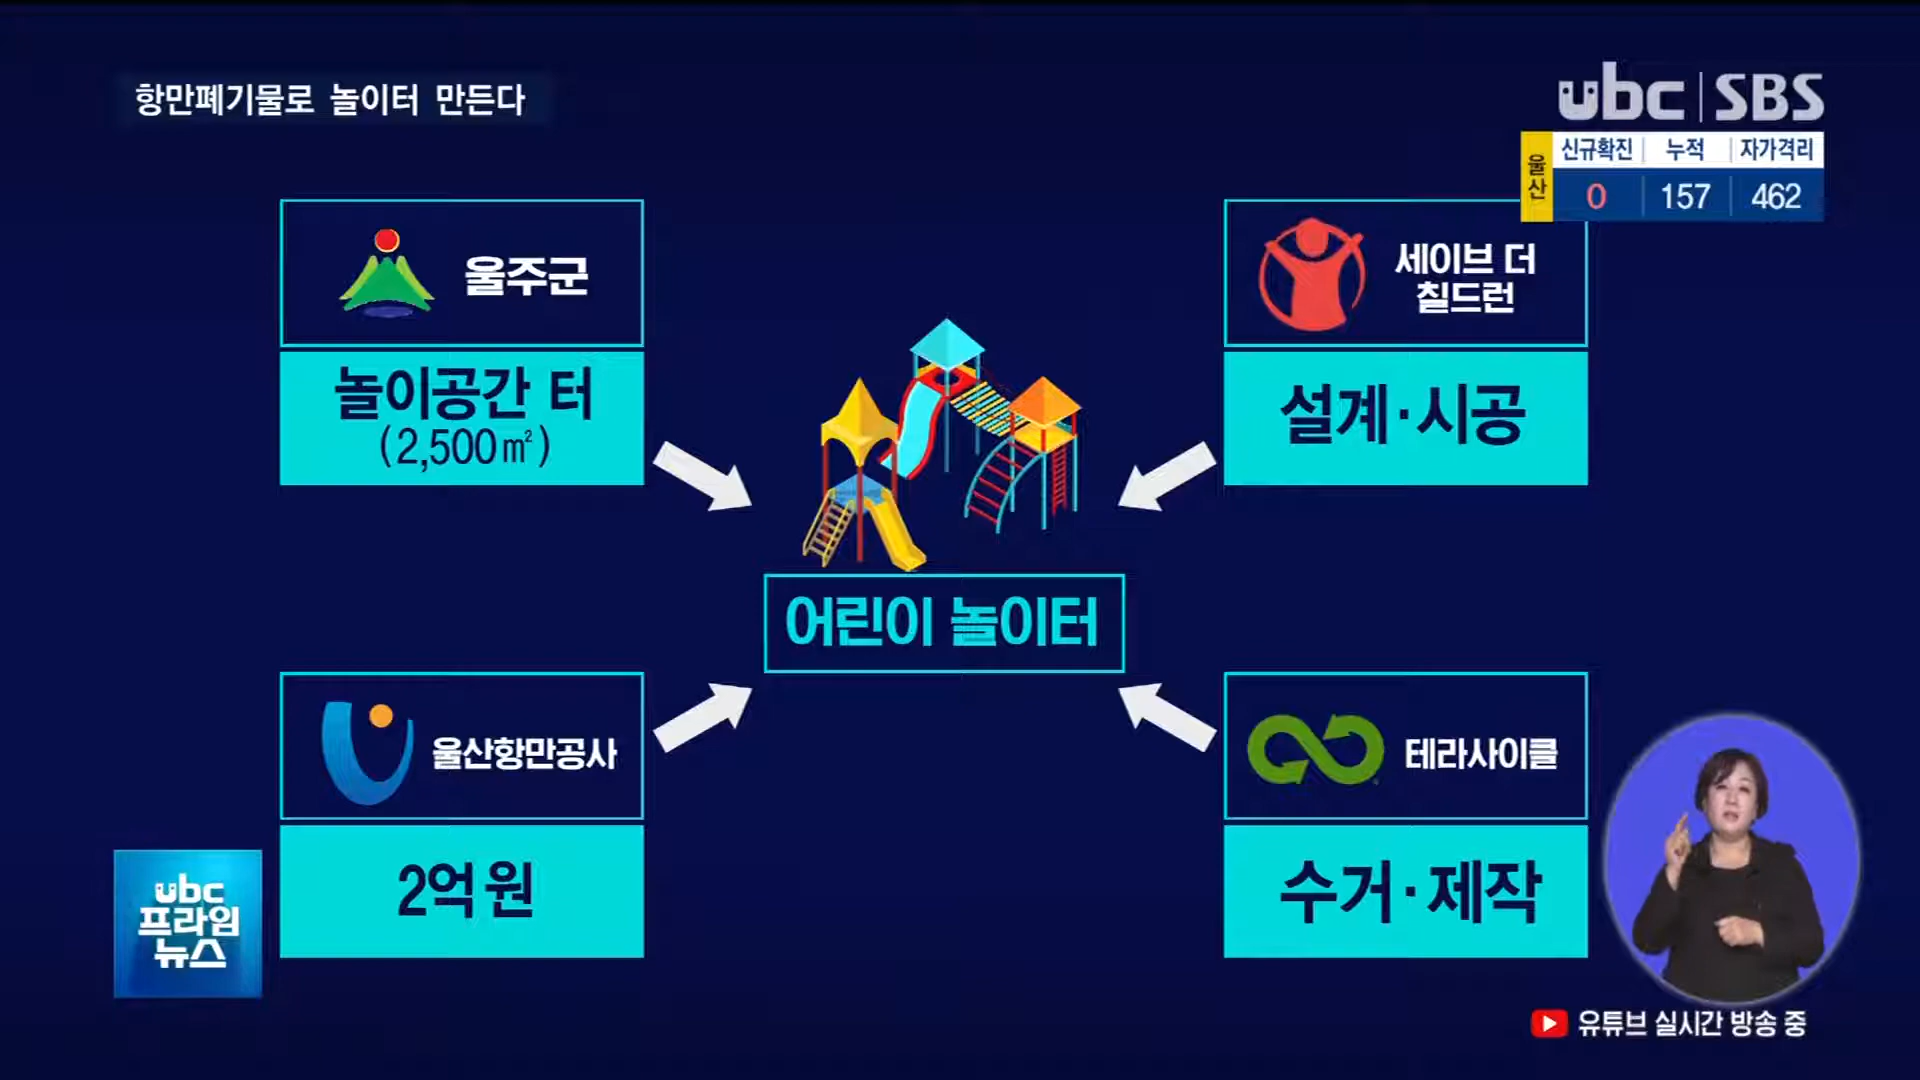 항만폐기물로 놀이터 만든다
ubc SBS
울산
신규확진 누적 자가격리
0 157 462
울주군
놀이공간 터
(2,500㎡)
세이브 더
칠드런
설계·시공
어린이 놀이터
울산항만공사
2억 원
테라사이클
수거·제작
ubc
프라임
뉴스
유튜브 실시간 방송 중